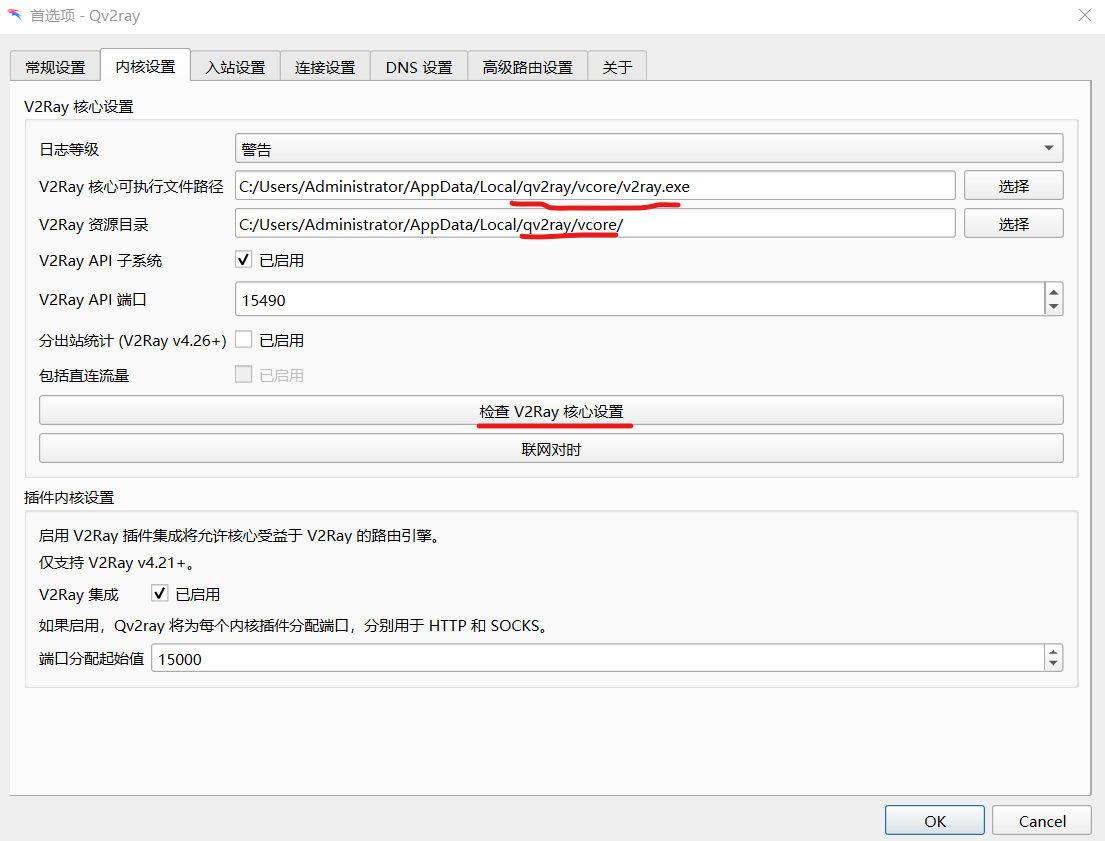 首选项 - Qv2ray
常规设置 内核设置 入站设置 连接设置 DNS 设置 高级路由设置 关于
V2Ray 核心设置
日志等级 警告
V2Ray 核心可执行文件路径 C:/Users/Administrator/AppData/Local/qv2ray/vcore/v2ray.exe 选择
V2Ray 资源目录 C:/Users/Administrator/AppData/Local/qv2ray/vcore/ 选择
V2Ray API 子系统 已启用
V2Ray API 端口 15490
分出站统计 (V2Ray v4.26+) 已启用
包括直连流量 已启用
检查 V2Ray 核心设置
联网对时
插件内核设置
启用 V2Ray 插件集成将允许核心受益于 V2Ray 的路由引擎。
仅支持 V2Ray v4.21+。
V2Ray 集成 已启用
如果启用，Qv2ray 将为每个内核插件分配端口，分别用于 HTTP 和 SOCKS。
端口分配起始值 15000
OK Cancel